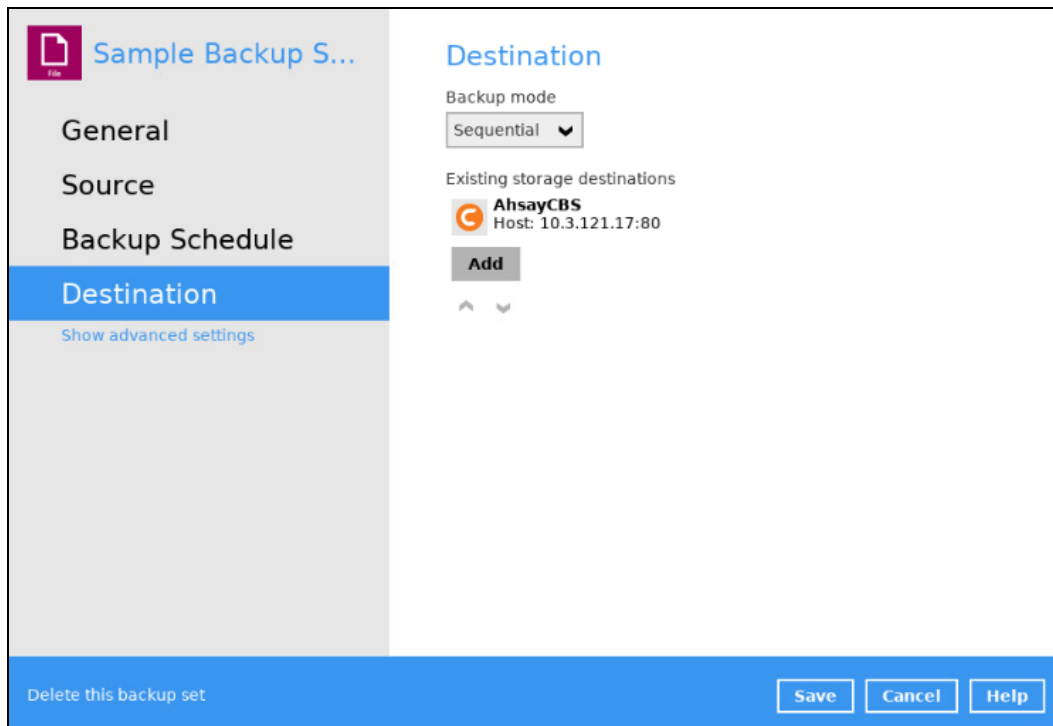 File
Sample Backup S...
General
Source
Backup Schedule
Destination
Show advanced settings
Destination
Backup mode
Sequential
Existing storage destinations
AhsayCBS
Host: 10.3.121.17:80
Add
Delete this backup set
Save
Cancel
Help